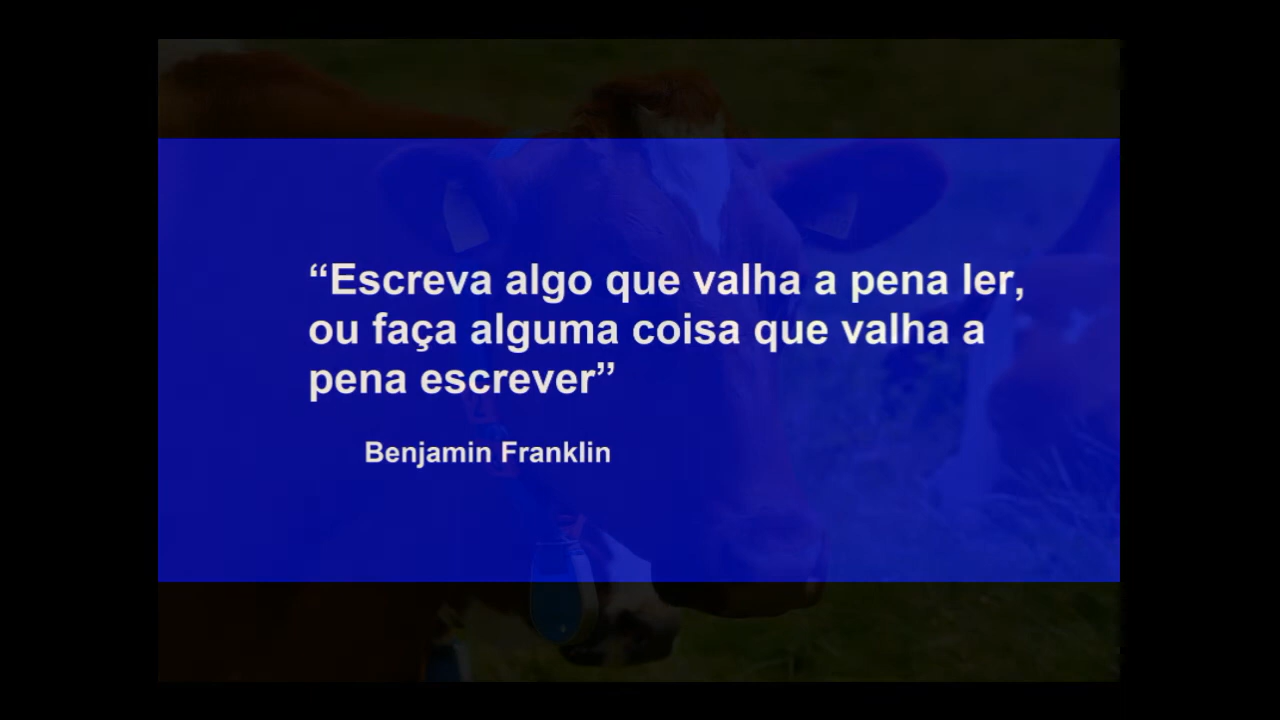 “Escreva algo que valha a pena ler,
ou faça alguma coisa que valha a
pena escrever”
Benjamin Franklin